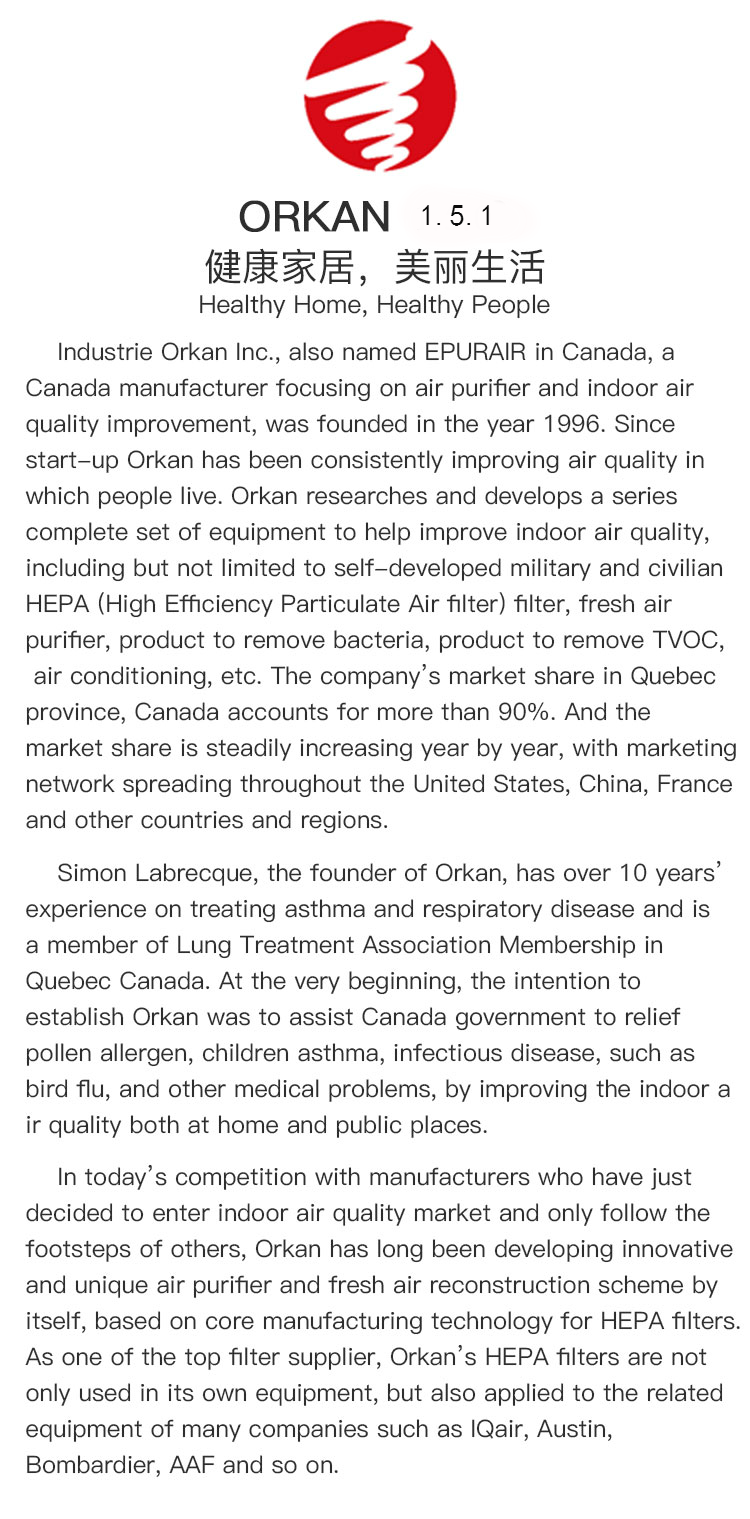 ORKAN 1.5.1
健康家居，美丽生活
Healthy Home, Healthy People
Industrie Orkan Inc., also named EPURAIR in Canada, a
Canada manufacturer focusing on air purifier and indoor air
quality improvement, was founded in the year 1996. Since
start-up Orkan has been consistently improving air quality in
which people live. Orkan researches and develops a series
complete set of equipment to help improve indoor air quality,
including but not limited to self-developed military and civilian
HEPA (High Efficiency Particulate Air filter) filter, fresh air
purifier, product to remove bacteria, product to remove TVOC,
air conditioning, etc. The company's market share in Quebec
province, Canada accounts for more than 90%. And the
market share is steadily increasing year by year, with marketing
network spreading throughout the United States, China, France
and other countries and regions.
Simon Labrecque, the founder of Orkan, has over 10 years'
experience on treating asthma and respiratory disease and is
a member of Lung Treatment Association Membership in
Quebec Canada. At the very beginning, the intention to
establish Orkan was to assist Canada government to relief
pollen allergen, children asthma, infectious disease, such as
bird flu, and other medical problems, by improving the indoor a
ir quality both at home and public places.
In today's competition with manufacturers who have just
decided to enter indoor air quality market and only follow the
footsteps of others, Orkan has long been developing innovative
and unique air purifier and fresh air reconstruction scheme by
itself, based on core manufacturing technology for HEPA filters.
As one of the top filter supplier, Orkan's HEPA filters are not
only used in its own equipment, but also applied to the related
equipment of many companies such as IQair, Austin,
Bombardier, AAF and so on.